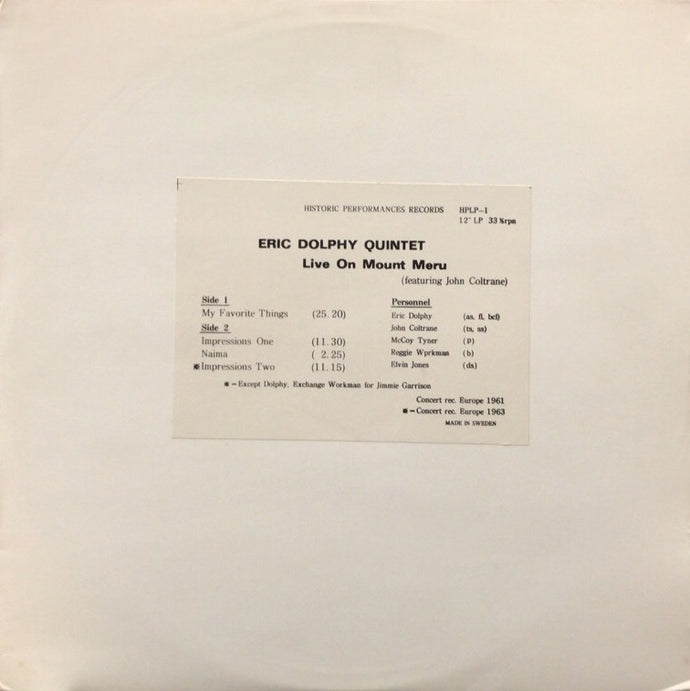 HISTORIC PERFORMANCES RECORDS HPLP-1
12" LP 33⅓rpm
ERIC DOLPHY QUINTET
Live On Mount Meru
(featuring John Coltrane)
Side 1 Personnel
My Favorite Things (25.20) Eric Dolphy (as, fl, bcl)
Side 2 John Coltrane (ts, ss)
Impressions One (11.30) McCoy Tyner (p)
Naima ( 2.25) Reggie Wprkman (b)
※Impressions Two (11.15) Elvin Jones (ds)
※-Except Dolphy, Exchange Workman for Jimmie Garrison
Concert rec. Europe 1961
※-Concert rec. Europe 1963
MADE IN SWEDEN